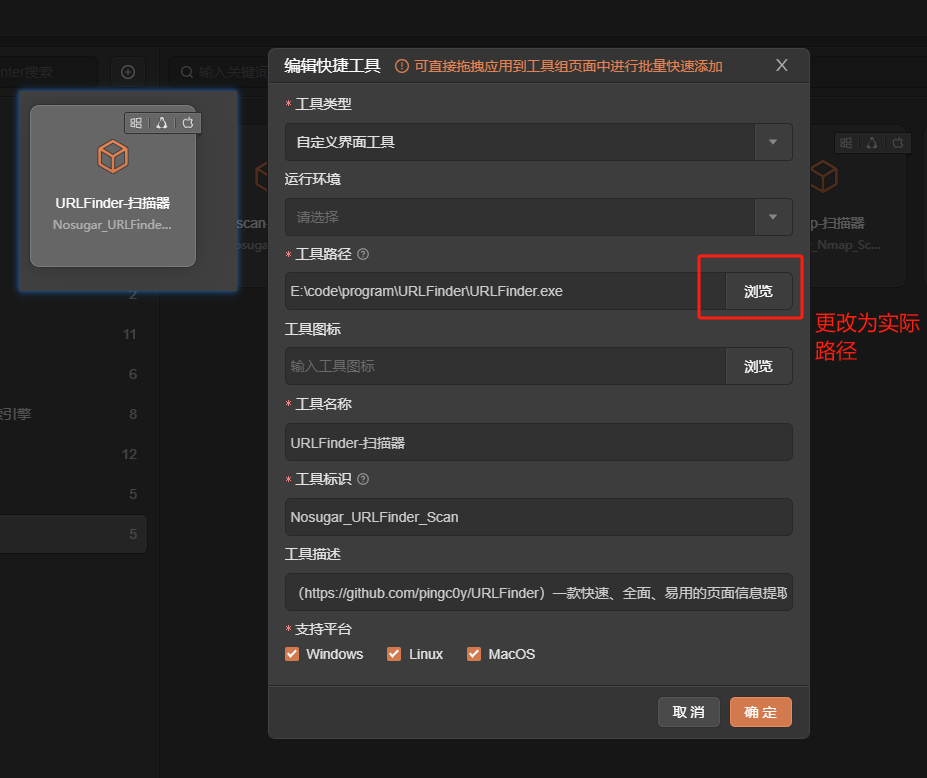 编辑快捷工具 可直接拖拽应用到工具组页面中进行批量快速添加 X
nter搜索
输入关键词
* 工具类型
自定义界面工具
运行环境
请选择
* 工具路径
E:\code\program\URLFinder\URLFinder.exe
浏览
更改为实际
路径
工具图标
输入工具图标
浏览
* 工具名称
URLFinder-扫描器
* 工具标识
Nosugar_URLFinder_Scan
工具描述
（https://github.com/pingc0y/URLFinder）一款快速、全面、易用的页面信息提取
* 支持平台
Windows
Linux
MacOS
取 消
确 定
URLFinder-扫描器
Nosugar_URLFinde...
scan-
osugar
p-扫描器
_Nmap_Sc...
2
11
6
索引擎 8
12
5
5